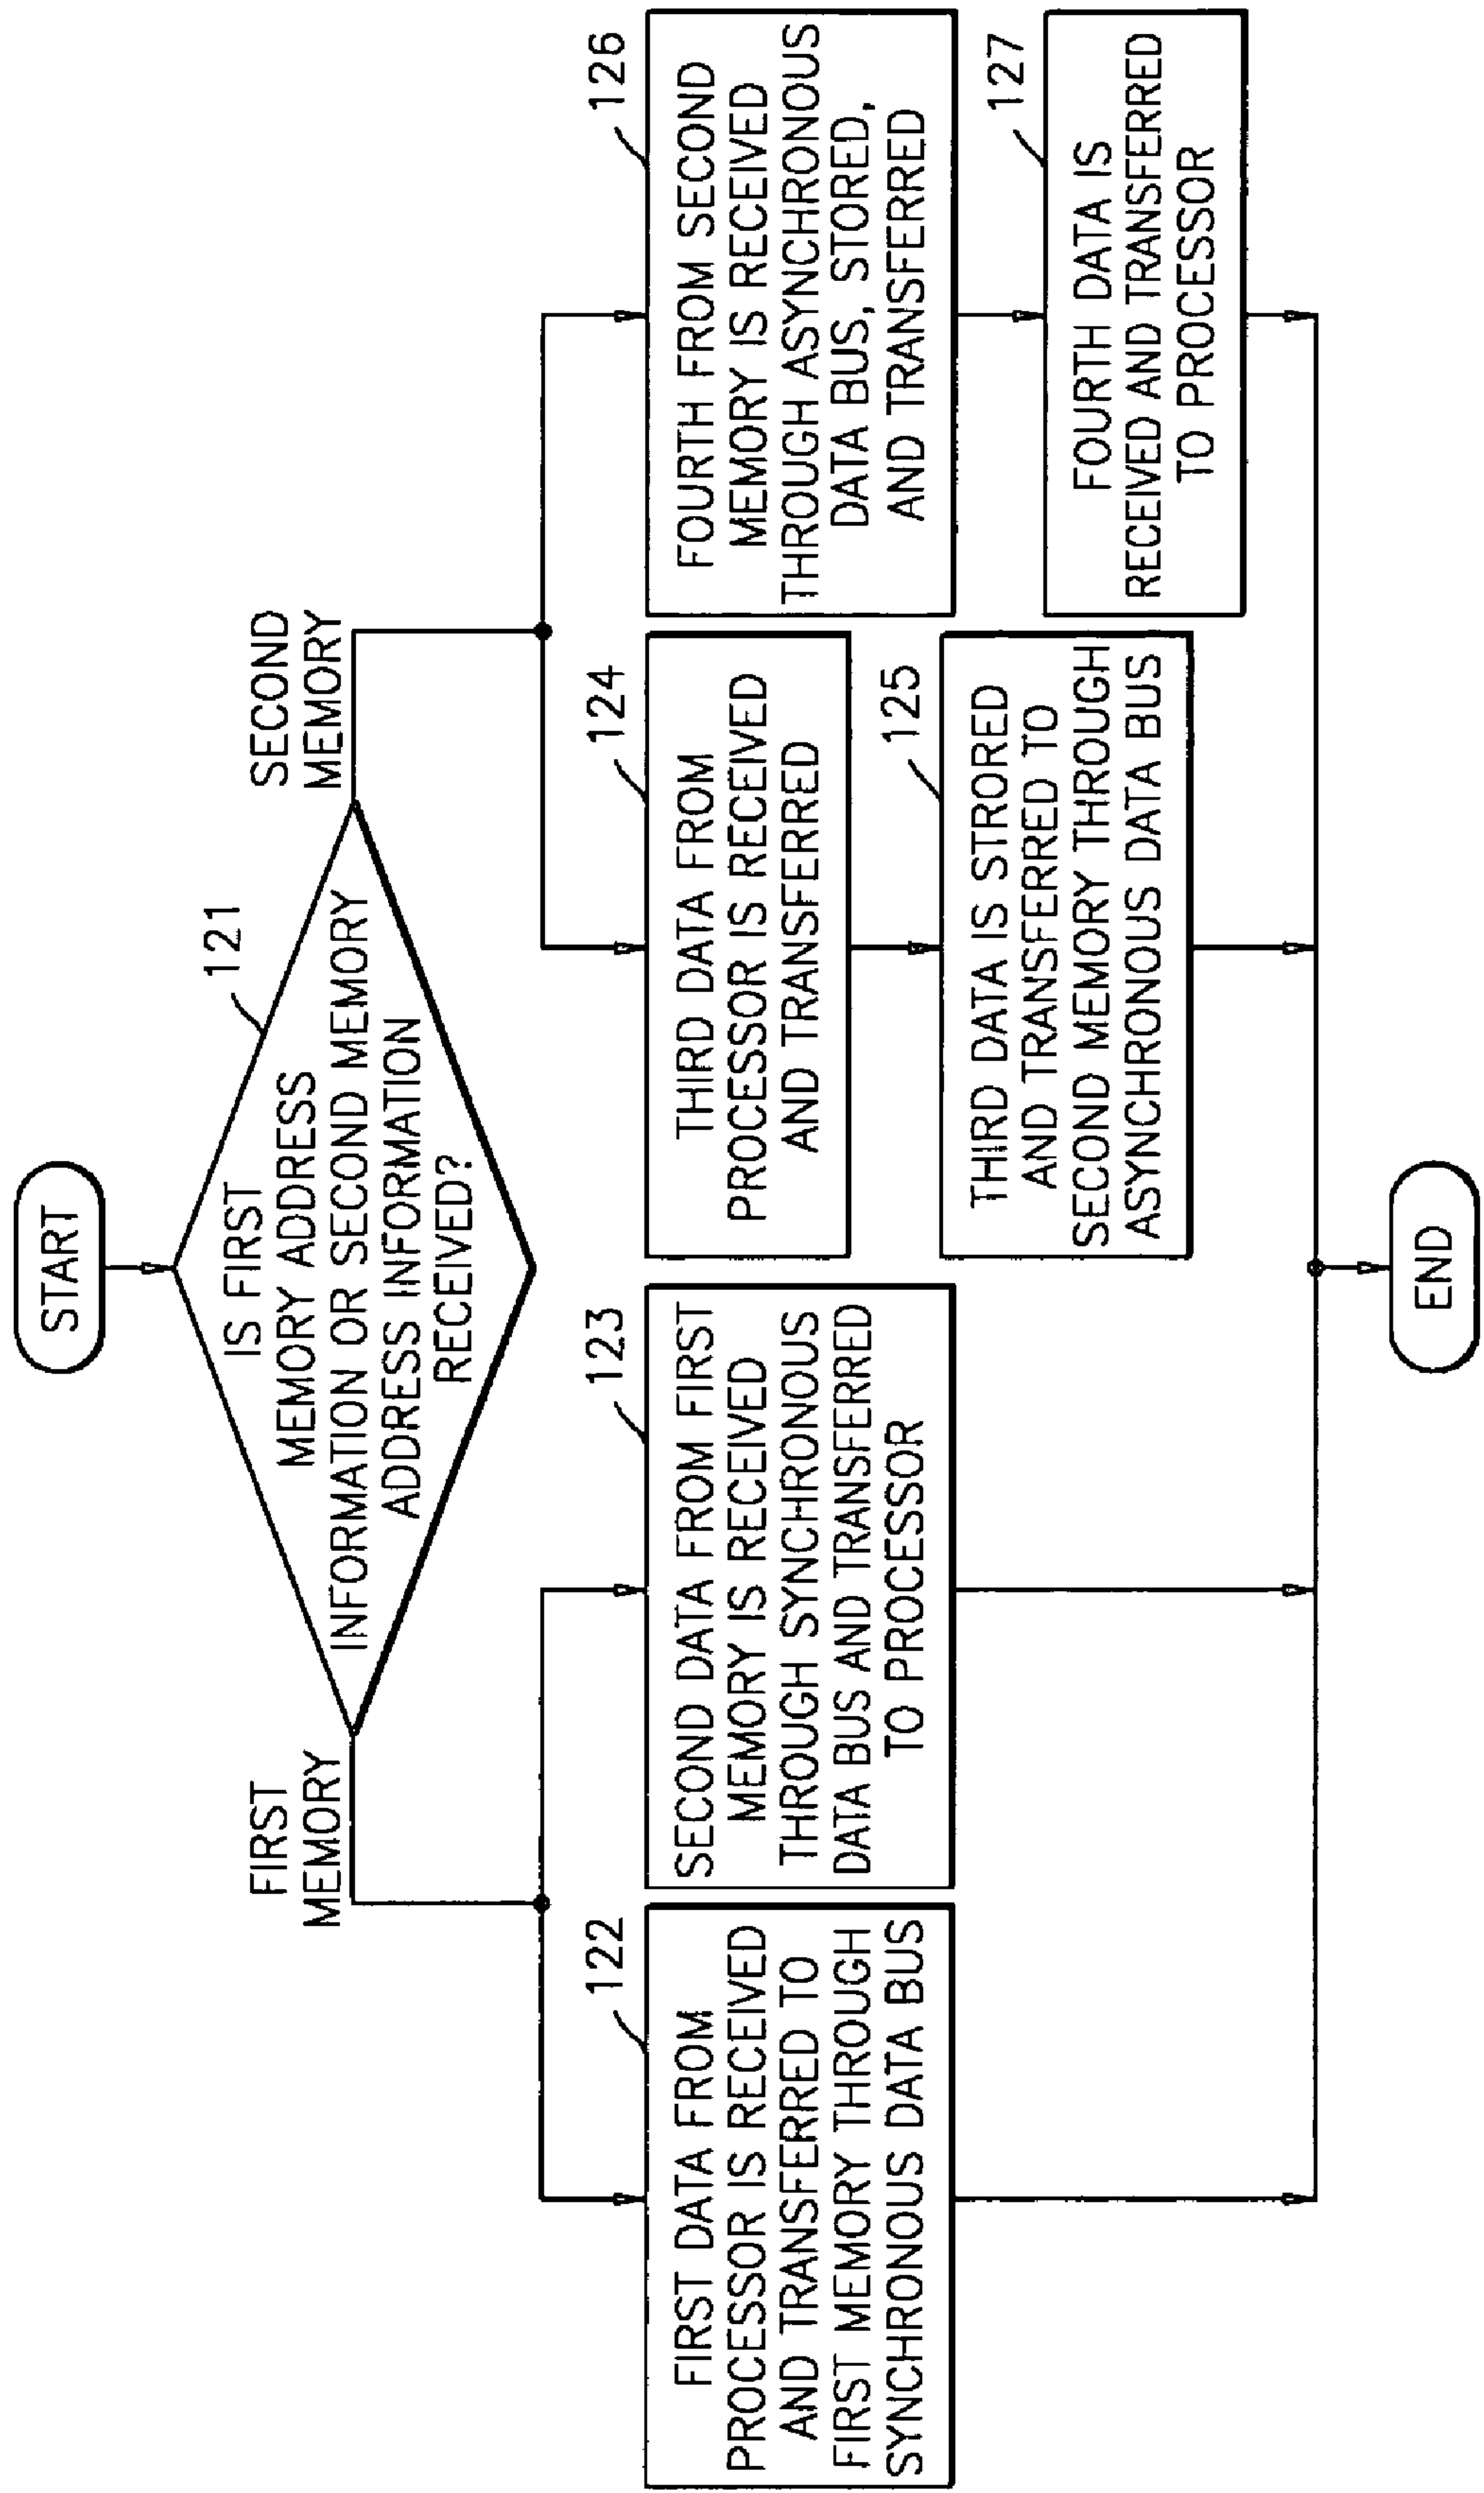 START
121
IS FIRST
MEMORY ADDRESS
INFORMATION OR SECOND MEMORY
ADDRESS INFORMATION
RECEIVED?
FIRST
MEMORY
SECOND
MEMORY
122
FIRST DATA FROM
PROCESSOR IS RECEIVED
AND TRANSFERRED TO
FIRST MEMORY THROUGH
SYNCHRONOUS DATA BUS
123
SECOND DATA FROM FIRST
MEMORY IS RECEIVED
THROUGH SYNCHRONOUS
DATA BUS AND TRANSFERRED
TO PROCESSOR
124
THIRD DATA FROM
PROCESSOR IS RECEIVED
AND TRANSFERRED
125
THIRD DATA IS STRORED
AND TRANSFERRED TO
SECOND MEMORY THROUGH
ASYNCHRONOUS DATA BUS
126
FOURTH FROM SECOND
MEMORY IS RECEIVED
THROUGH ASYNCHRONOUS
DATA BUS, STORED,
AND TRANSFERRED
127
FOURTH DATA IS
RECEIVED AND TRANSFERRED
TO PROCESSOR
END